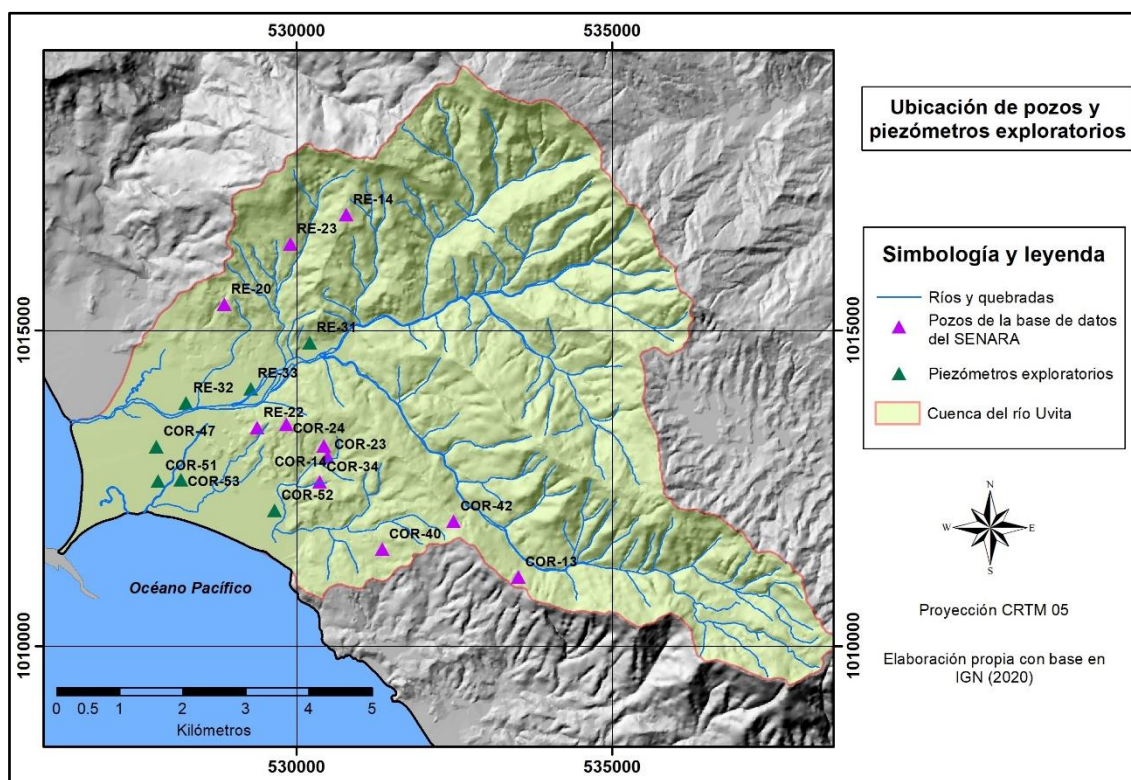 530000
535000
Ubicación de pozos y
piezómetros exploratorios
Simbología y leyenda
Ríos y quebradas
Pozos de la base de datos
del SENARA
Piezómetros exploratorios
Cuenca del río Uvita
RE-14
RE-23
RE-20
1015000
1015000
RE-31
RE-33
RE-32
RE-22
COR-24
COR-47
COR-23
COR-14
COR-34
COR-51
COR-53
COR-52
COR-42
COR-40
COR-13
N
W
E
S
Océano Pacífico
Proyección CRTM 05
1010000
1010000
Elaboración propia con base en
IGN (2020)
0 0.5 1 2 3 4 5
Kilómetros
530000
535000